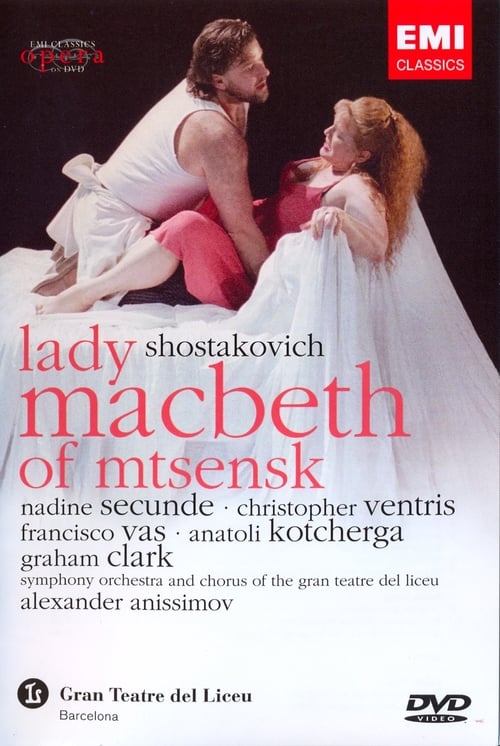 EMI CLASSICS
opera
ON DVD
EMI
CLASSICS
lady shostakovich
macbeth
of mtsensk
nadine secunde · christopher ventris
francisco vas · anatoli kotcherga
graham clark
symphony orchestra and chorus of the gran teatre del liceu
alexander anissimov
Gran Teatre del Liceu
Barcelona
DVD
VIDEO